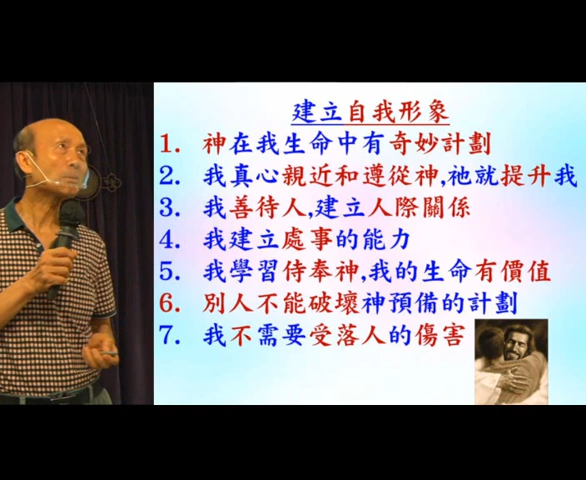 建立自我形象
1. 神在我生命中有奇妙計劃
2. 我真心親近和遵從神,祂就提升我
3. 我善待人,建立人際關係
4. 我建立處事的能力
5. 我學習侍奉神,我的生命有價值
6. 別人不能破壞神預備的計劃
7. 我不需要受落人的傷害